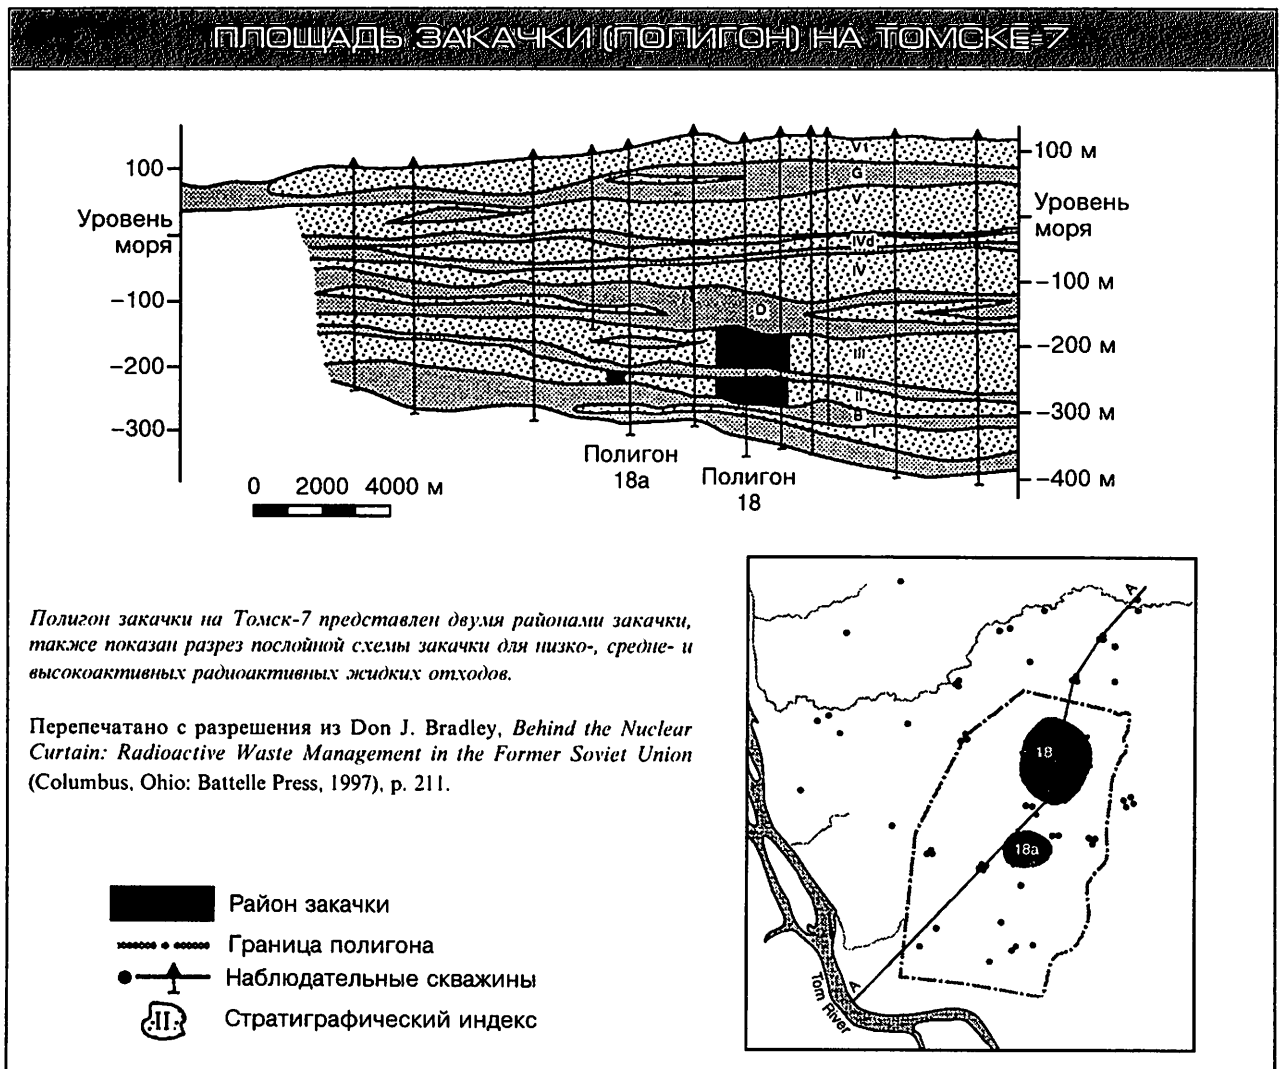 ПЛОЩАДЬ ЗАКАЧКИ (ПОЛИГОН) НА ТОМСКЕ-7
100
Уровень
моря
−100
−200
−300
VI
G
V
IVd
IV
D
III
II
B
100 м
Уровень
моря
−100 м
−200 м
−300 м
−400 м
Полигон
18a
Полигон
18
0 2000 4000 м
Полигон закачки на Томск-7 представлен двумя районами закачки,
также показан разрез послойной схемы закачки для низко-, средне- и
высокоактивных радиоактивных жидких отходов.
Перепечатано с разрешения из Don J. Bradley, Behind the Nuclear
Curtain: Radioactive Waste Management in the Former Soviet Union
(Columbus, Ohio: Battelle Press, 1997), p. 211.
Район закачки
Граница полигона
Наблюдательные скважины
II Стратиграфический индекс
A
18
18a
A
Tom River